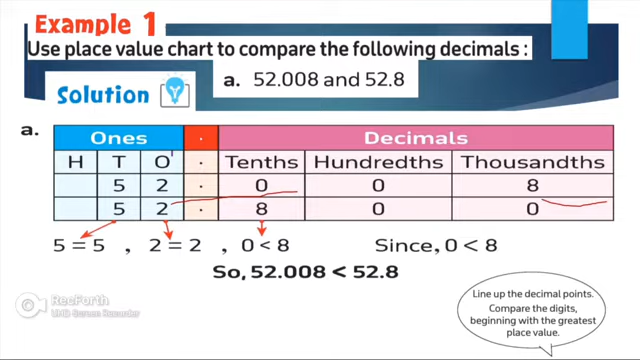 Example 1
Use place value chart to compare the following decimals :
a. 52.008 and 52.8
Solution
a.
Ones . Decimals
H T O . Tenths Hundredths Thousandths
5 2 . 0 0 8
5 2 . 8 0 0
5 = 5 , 2 = 2 , 0 < 8 Since, 0 < 8
So, 52.008 < 52.8
RecForth
UHD Screen Recorder
Line up the decimal points.
Compare the digits,
beginning with the greatest
place value.